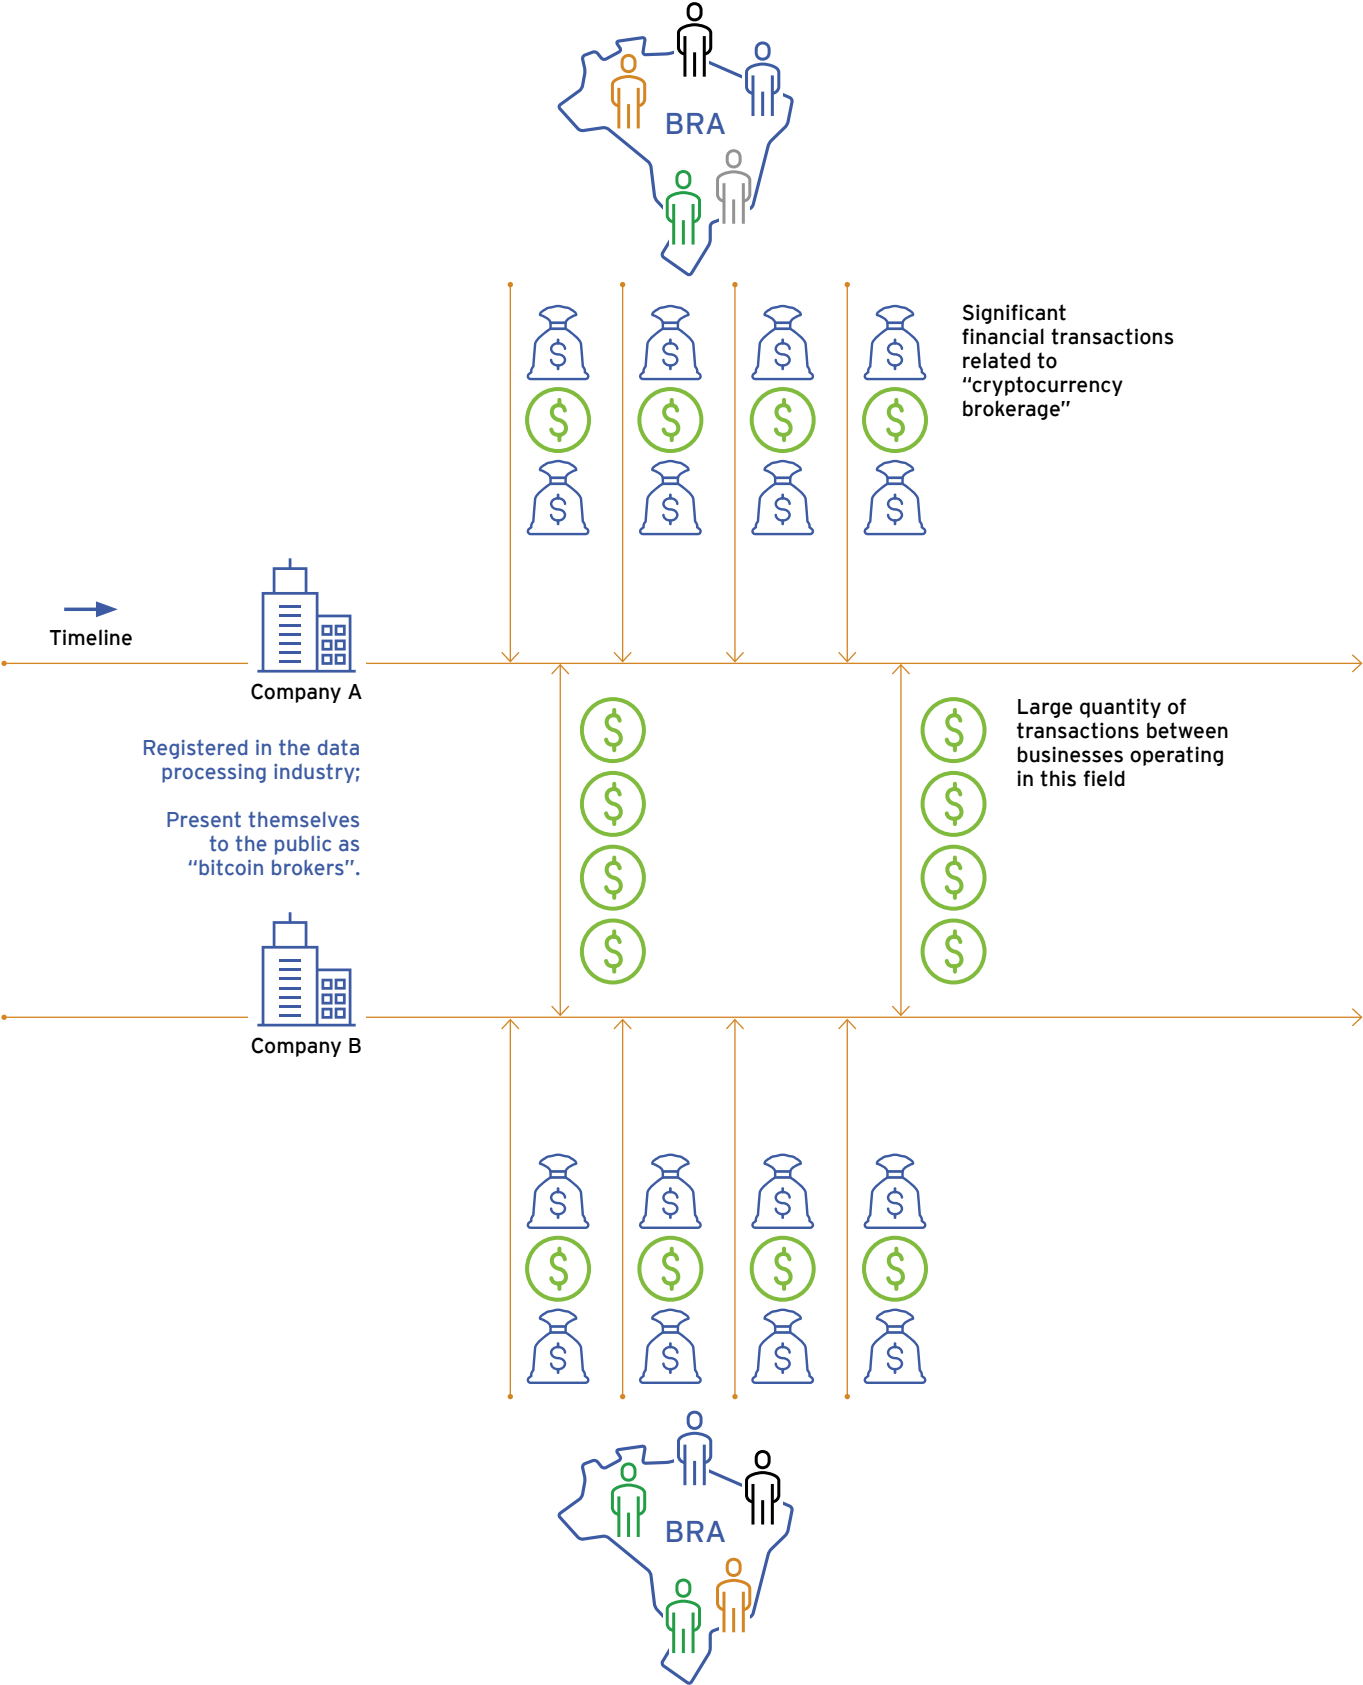 BRA
Significant
financial transactions
related to
“cryptocurrency
brokerage”
Timeline
Company A
Registered in the data
processing industry;
Present themselves
to the public as
“bitcoin brokers”.
Large quantity of
transactions between
businesses operating
in this field
Company B
BRA